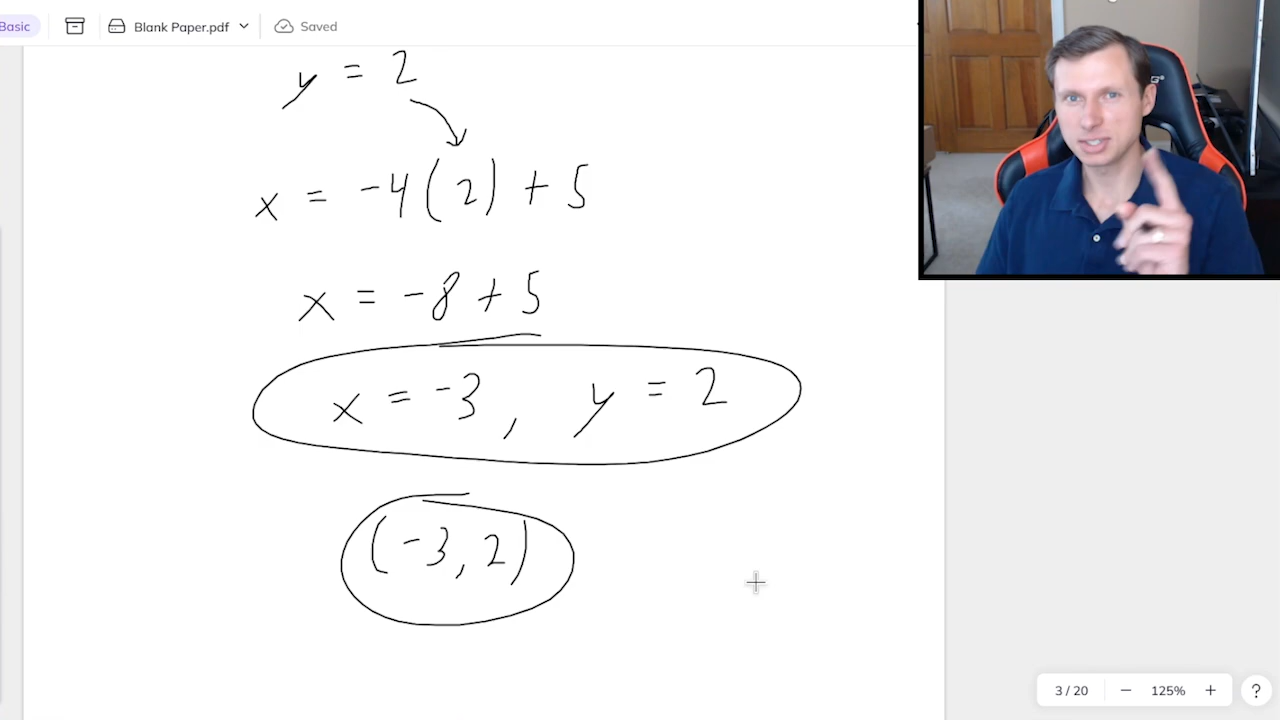 Basic Blank Paper.pdf Saved
y = 2
x = -4(2) + 5
x = -8 + 5
x = -3, y = 2
(-3, 2)
3 / 20 − 125% + ?